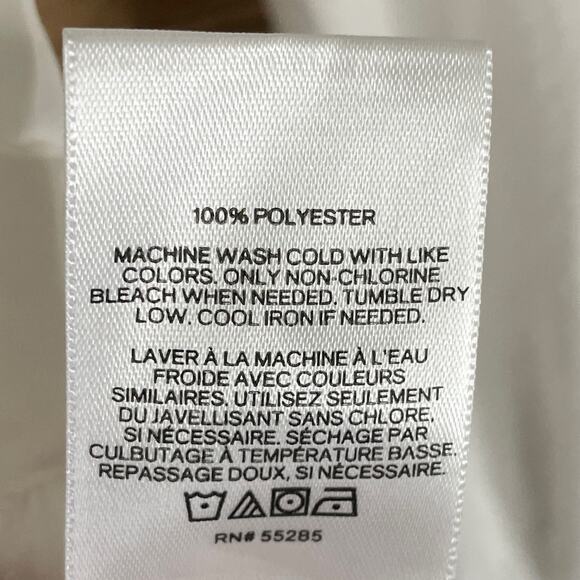 100% POLYESTER
MACHINE WASH COLD WITH LIKE
COLORS. ONLY NON-CHLORINE
BLEACH WHEN NEEDED. TUMBLE DRY
LOW. COOL IRON IF NEEDED.
LAVER À LA MACHINE À L'EAU
FROIDE AVEC COULEURS
SIMILAIRES. UTILISEZ SEULEMENT
DU JAVELLISANT SANS CHLORE,
SI NÉCESSAIRE. SÉCHAGE PAR
CULBUTAGE À TEMPÉRATURE BASSE.
REPASSAGE DOUX, SI NÉCESSAIRE.
RN# 55285